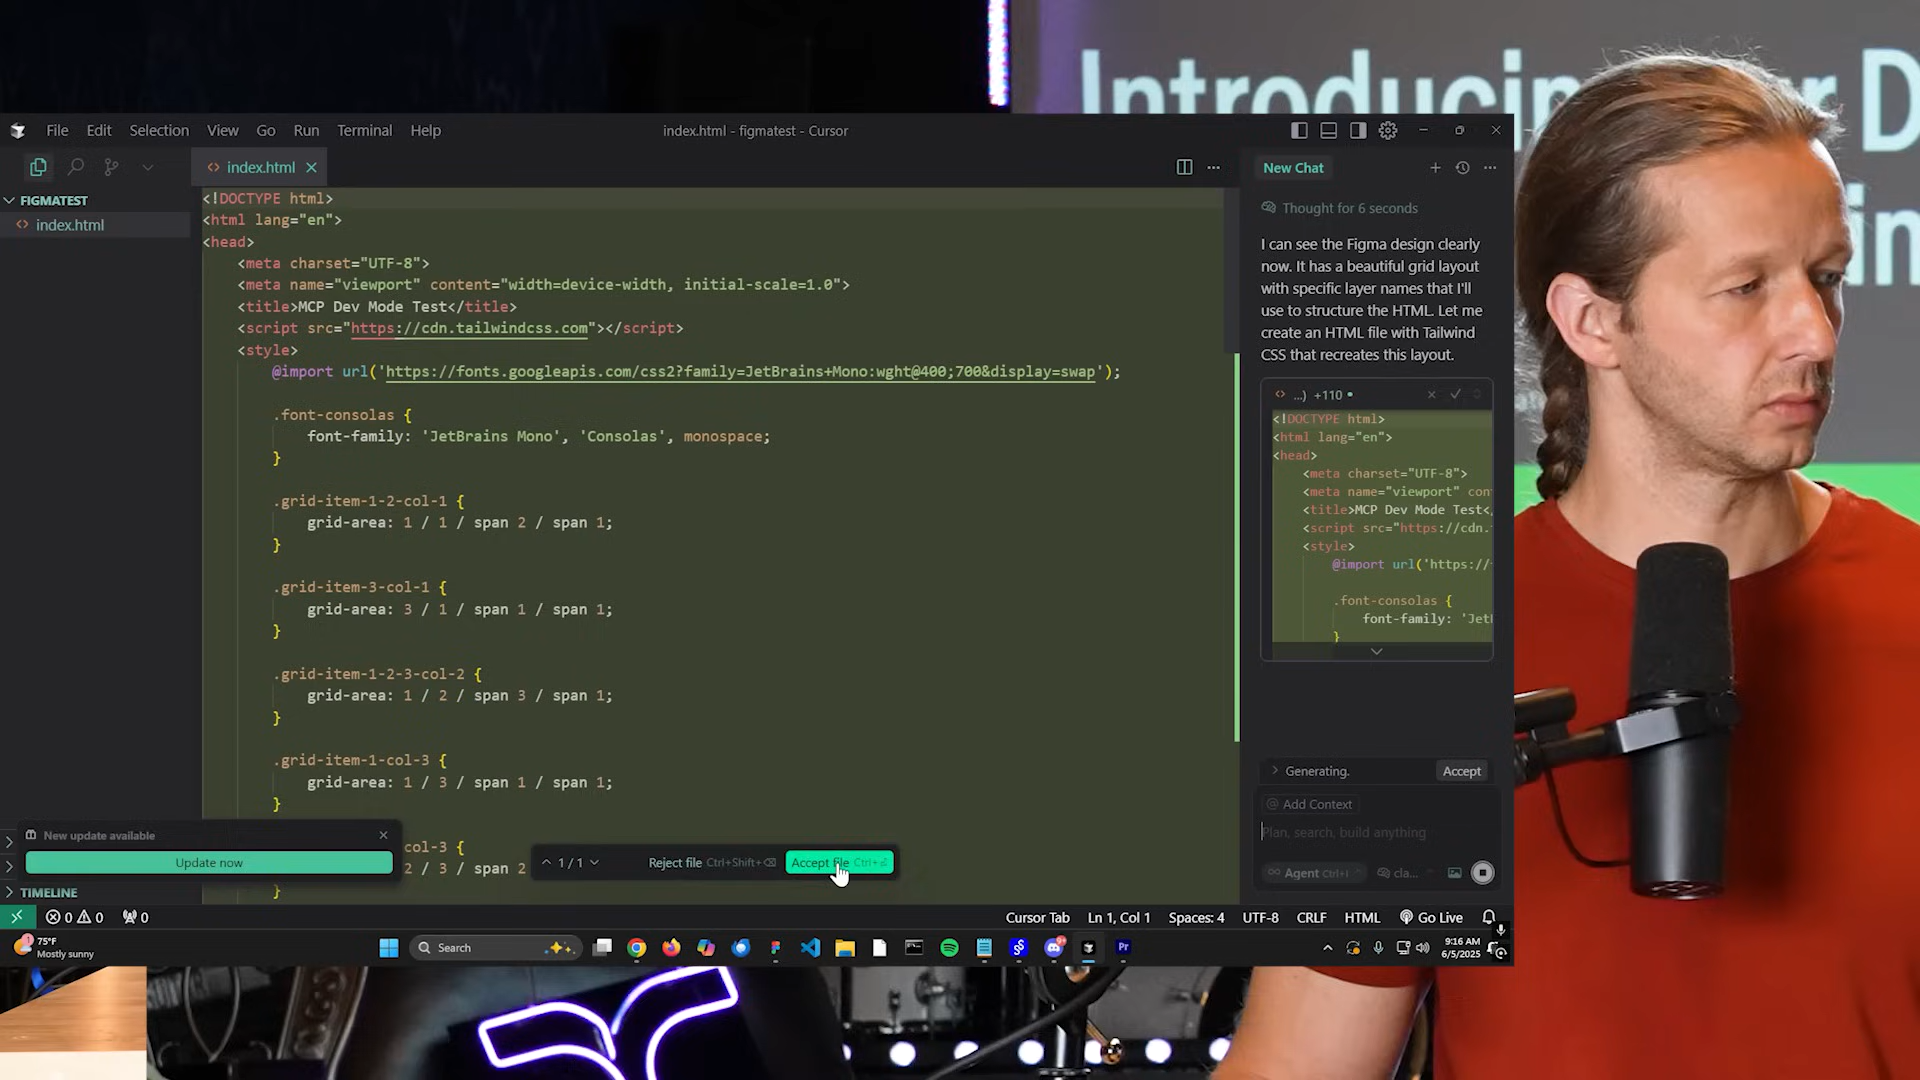 Introducing
D
in
File Edit Selection View Go Run Terminal Help
index.html - figmatest - Cursor
FIGMATEST
index.html
index.html
<!DOCTYPE html>
<html lang="en">
<head>
<meta charset="UTF-8">
<meta name="viewport" content="width=device-width, initial-scale=1.0">
<title>MCP Dev Mode Test</title>
<script src="https://cdn.tailwindcss.com"></script>
<style>
@import url('https://fonts.googleapis.com/css2?family=JetBrains+Mono:wght@400;700&display=swap');
.font-consolas {
font-family: 'JetBrains Mono', 'Consolas', monospace;
}
.grid-item-1-2-col-1 {
grid-area: 1 / 1 / span 2 / span 1;
}
.grid-item-3-col-1 {
grid-area: 3 / 1 / span 1 / span 1;
}
.grid-item-1-2-3-col-2 {
grid-area: 1 / 2 / span 3 / span 1;
}
.grid-item-1-col-3 {
grid-area: 1 / 3 / span 1 / span 1;
}
col-3 {
2 / 3 / span 2
}
New update available
Update now
TIMELINE
1 / 1
Reject file Ctrl+Shift+⌫
Accept file Ctrl+⏎
New Chat
Thought for 6 seconds
I can see the Figma design clearly
now. It has a beautiful grid layout
with specific layer names that I'll
use to structure the HTML. Let me
create an HTML file with Tailwind
CSS that recreates this layout.
...) +110
<!DOCTYPE html>
<html lang="en">
<head>
<meta charset="UTF-8">
<meta name="viewport" con
<title>MCP Dev Mode Test<
<script src="https://cdn.
<style>
@import url('https://
.font-consolas {
font-family: 'Jet
}
Generating.
Accept
@ Add Context
Plan, search, build anything
Agent Ctrl+I
cla...
0 0 0
Cursor Tab Ln 1, Col 1 Spaces: 4 UTF-8 CRLF HTML Go Live
75°F
Mostly sunny
Search
9:16 AM
6/5/2025